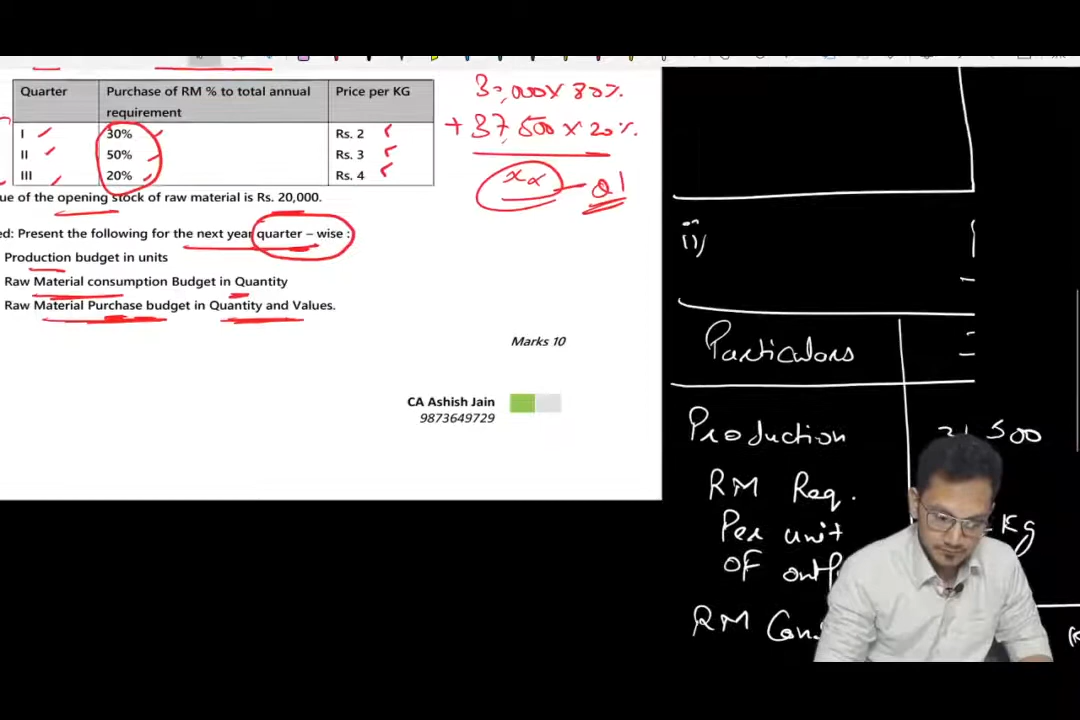 Quarter
Purchase of RM % to total annual requirement
Price per KG
I
30%
Rs. 2
II
50%
Rs. 3
III
20%
Rs. 4
ue of the opening stock of raw material is Rs. 20,000.
ed: Present the following for the next year quarter – wise :
Production budget in units
Raw Material consumption Budget in Quantity
Raw Material Purchase budget in Quantity and Values.
Marks 10
CA Ashish Jain
9873649729
30,000 x 80%
+ 37,500 x 20%
xx - Q1
ii)
Particulars
Production
500
RM Req.
Per unit
Kg
OF
RM